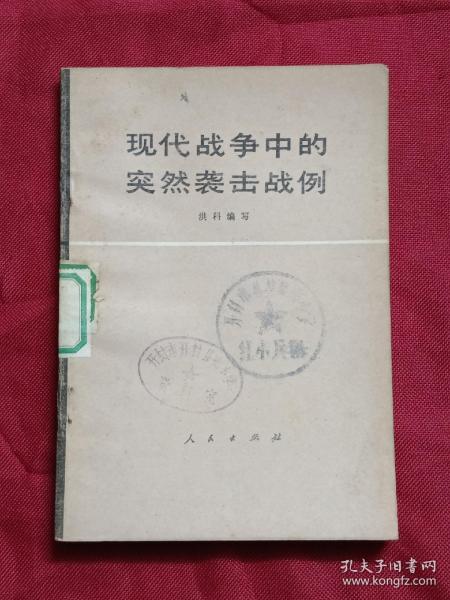 现代战争中的
突然袭击战例
洪科编写
人民出版社
孔夫子旧书网
www.kongfz.com